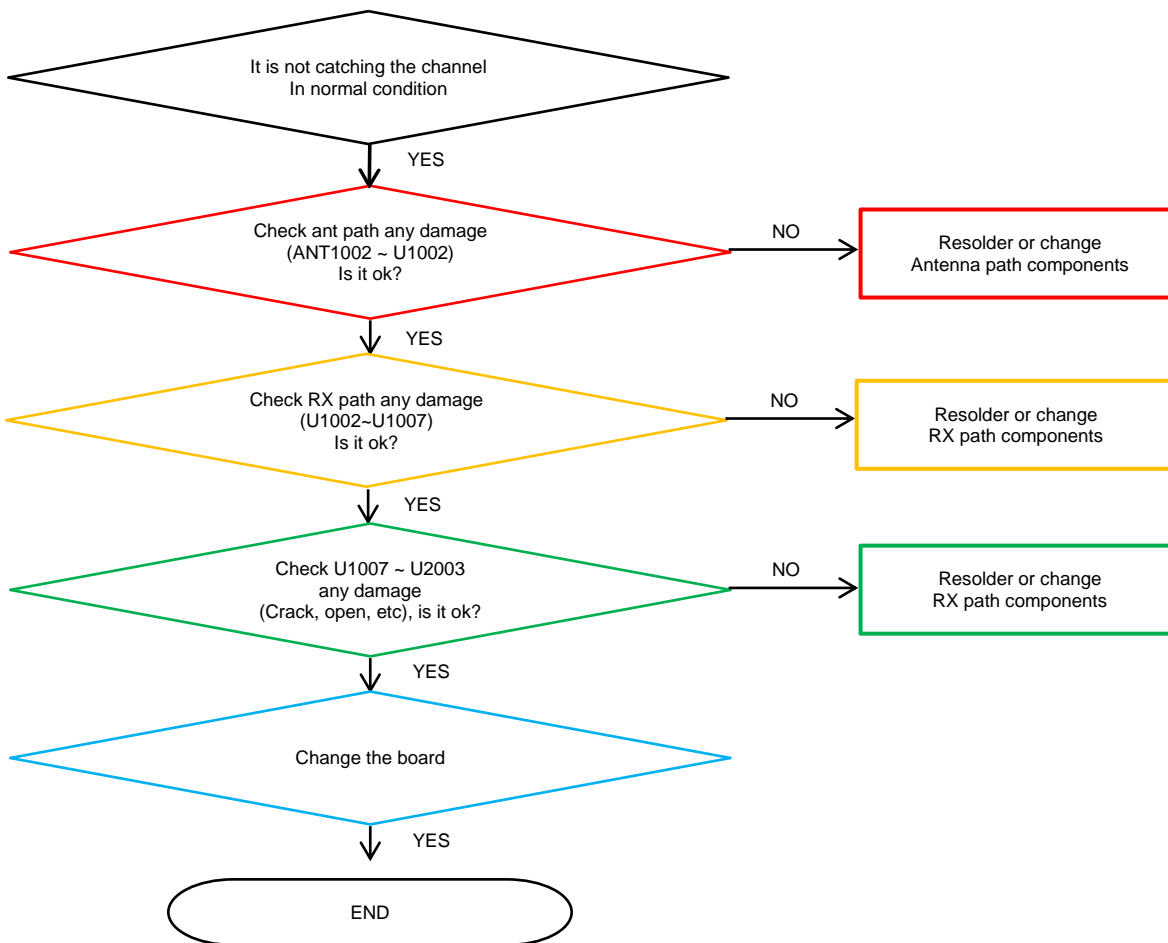 It is not catching the channel
In normal condition
YES
Check ant path any damage
(ANT1002 ~ U1002)
Is it ok?
NO
Resolder or change
Antenna path components
YES
Check RX path any damage
(U1002~U1007)
Is it ok?
NO
Resolder or change
RX path components
YES
Check U1007 ~ U2003
any damage
(Crack, open, etc), is it ok?
NO
Resolder or change
RX path components
YES
Change the board
YES
END